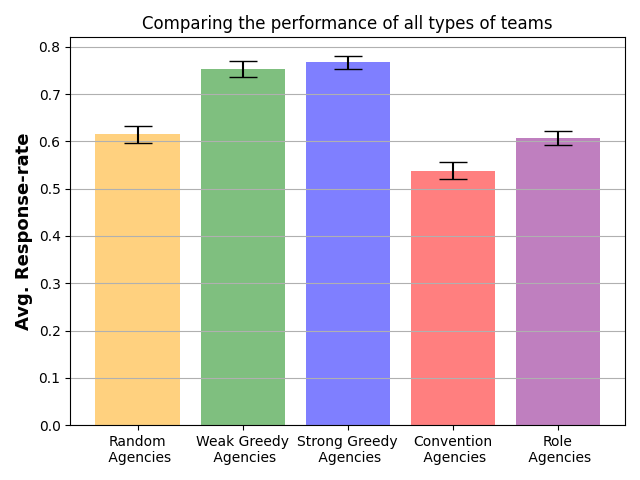 Comparing the performance of all types of teams
Avg. Response-rate
0.8
0.7
0.6
0.5
0.4
0.3
0.2
0.1
0.0
Random
Agencies
Weak Greedy
Agencies
Strong Greedy
Agencies
Convention
Agencies
Role
Agencies